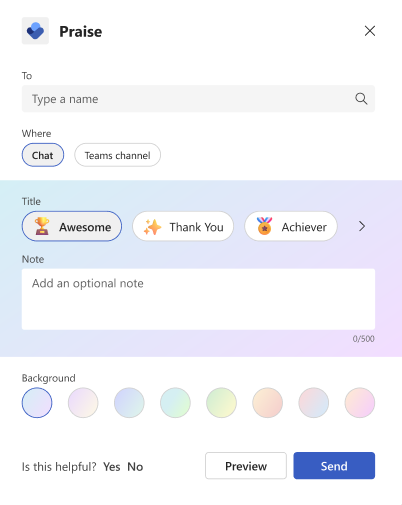 Praise
To
Type a name
Where
Chat Teams channel
Title
Awesome Thank You Achiever
Note
Add an optional note
0/500
Background
Is this helpful? Yes No Preview Send